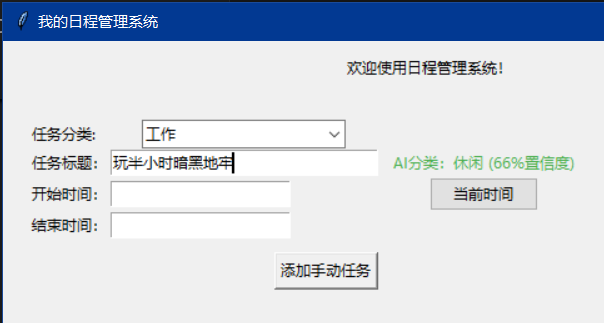 我的日程管理系统
欢迎使用日程管理系统!
任务分类: 工作
任务标题: 玩半小时暗黑地牢 AI分类: 休闲 (66%置信度)
开始时间: 当前时间
结束时间:
添加手动任务